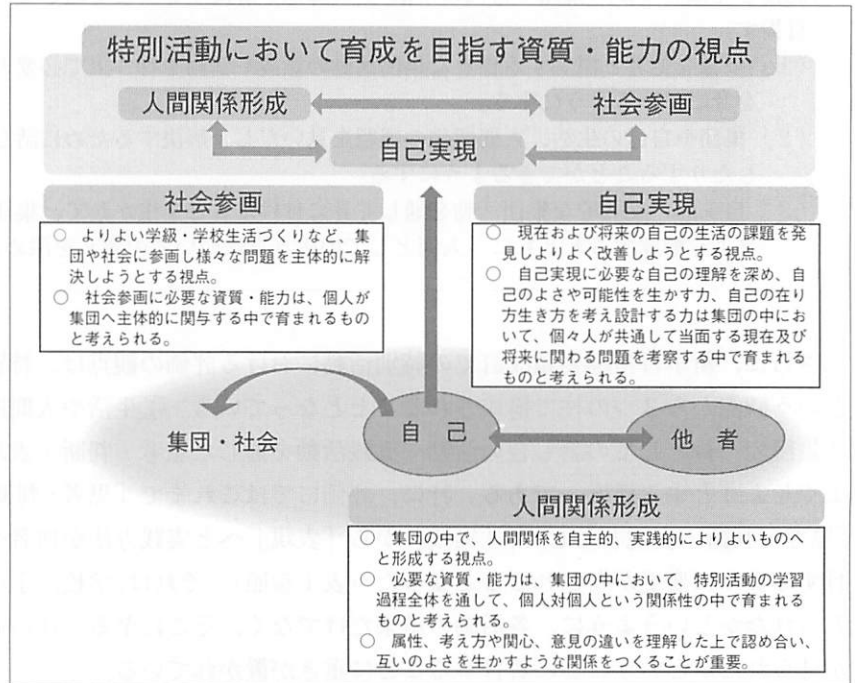 特別活動において育成を目指す資質・能力の視点
人間関係形成
社会参画
自己実現
社会参画
○ よりよい学級・学校生活づくりなど、集
団や社会に参画し様々な問題を主体的に解
決しようとする視点。
○ 社会参画に必要な資質・能力は、個人が
集団へ主体的に関与する中で育まれるもの
と考えられる。
自己実現
○ 現在および将来の自己の生活の課題を発
見しよりよく改善しようとする視点。
○ 自己実現に必要な自己の理解を深め、自
己のよさや可能性を生かす力、自己の在り
方生き方を考え設計する力は集団の中にお
いて、個々人が共通して当面する現在及び
将来に関わる問題を考察する中で育まれる
ものと考えられる。
集団・社会
自 己
他 者
人間関係形成
○ 集団の中で、人間関係を自主的、実践的によりよいものへ
と形成する視点。
○ 必要な資質・能力は、集団の中において、特別活動の学習
過程全体を通して、個人対個人という関係性の中で育まれる
ものと考えられる。
○ 属性、考え方や関心、意見の違いを理解した上で認め合い、
互いのよさを生かすような関係をつくることが重要。